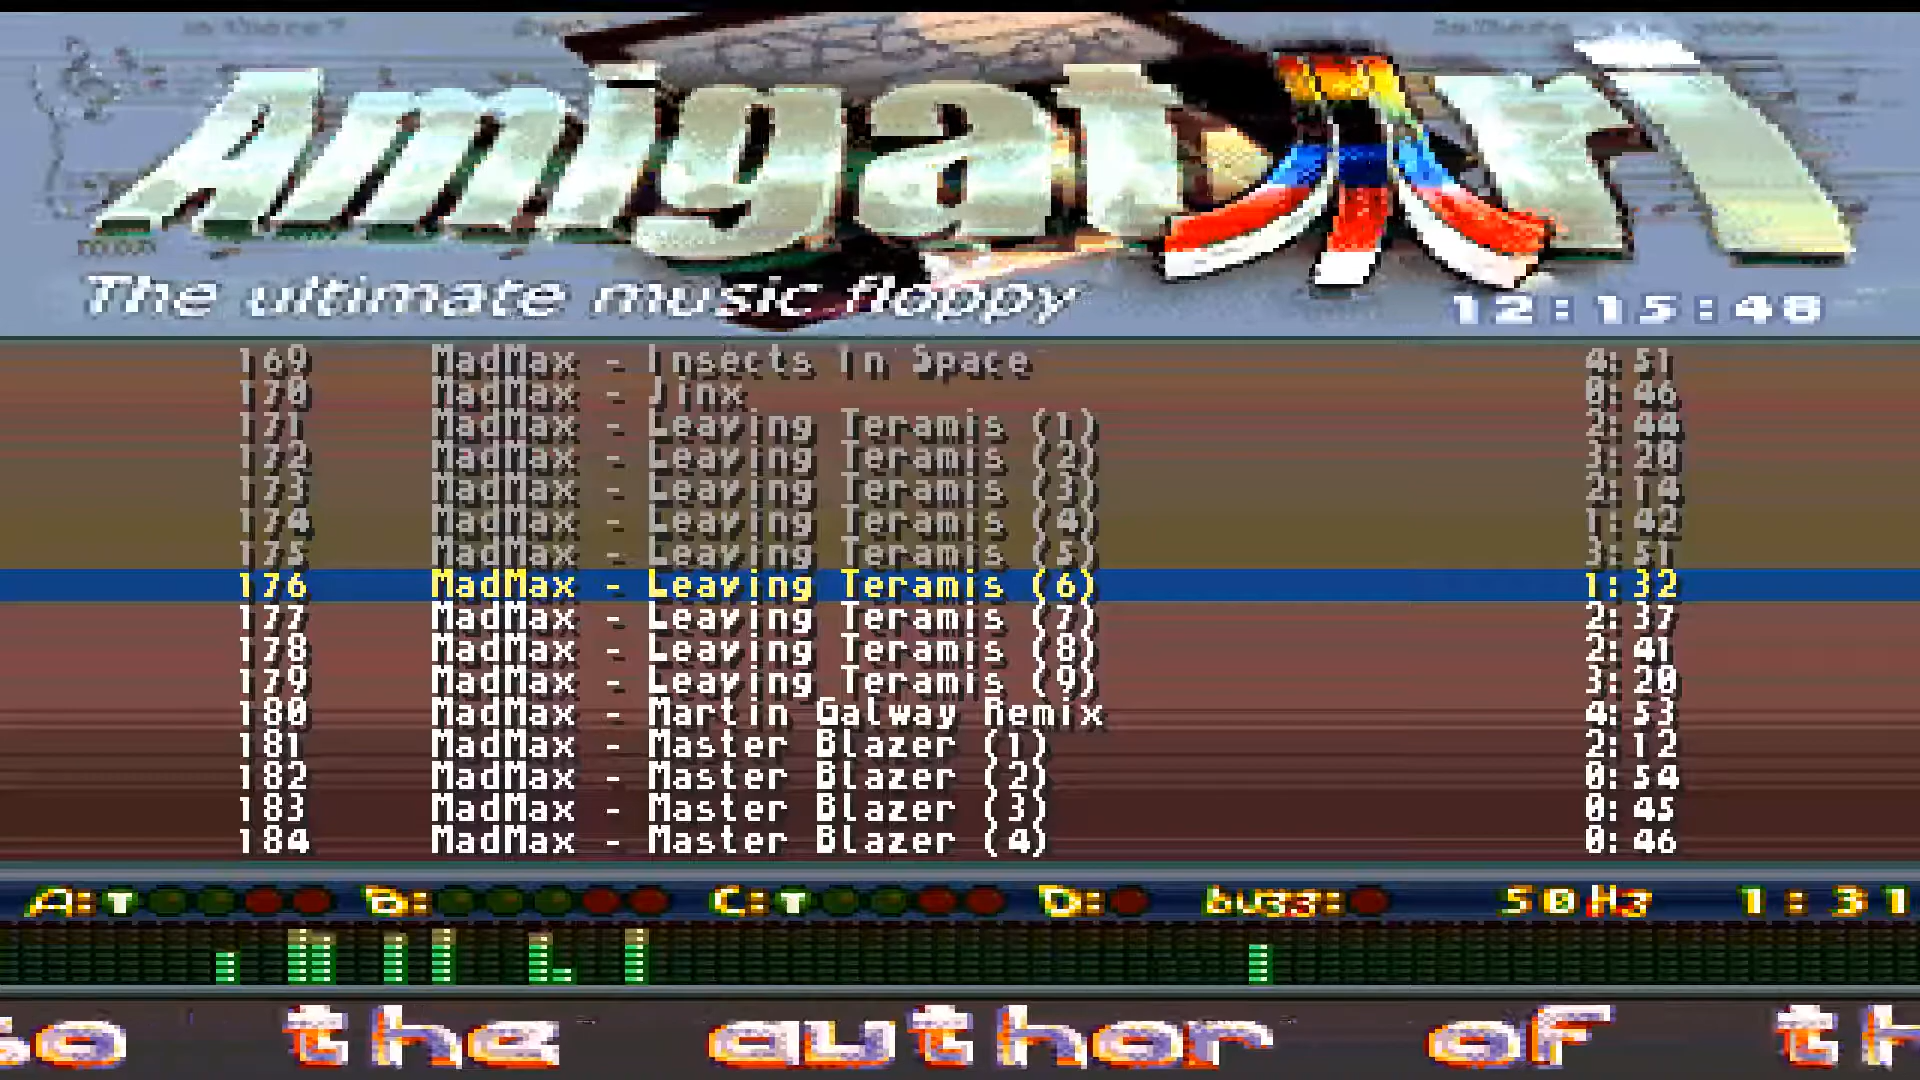 AmigaAtari
The ultimate music floppy
12:15:48
169 MadMax - Insects In Space 4:51
170 MadMax - Jinx 0:46
171 MadMax - Leaving Teramis (1) 2:44
172 MadMax - Leaving Teramis (2) 3:20
173 MadMax - Leaving Teramis (3) 2:14
174 MadMax - Leaving Teramis (4) 1:42
175 MadMax - Leaving Teramis (5) 3:51
176 MadMax - Leaving Teramis (6) 1:32
177 MadMax - Leaving Teramis (7) 2:37
178 MadMax - Leaving Teramis (8) 2:41
179 MadMax - Leaving Teramis (9) 3:20
180 MadMax - Martin Galway Remix 4:53
181 MadMax - Master Blazer (1) 2:12
182 MadMax - Master Blazer (2) 0:54
183 MadMax - Master Blazer (3) 0:45
184 MadMax - Master Blazer (4) 0:46
A:T B: C:T D: buzz: 50Hz 1:31
so the author of th